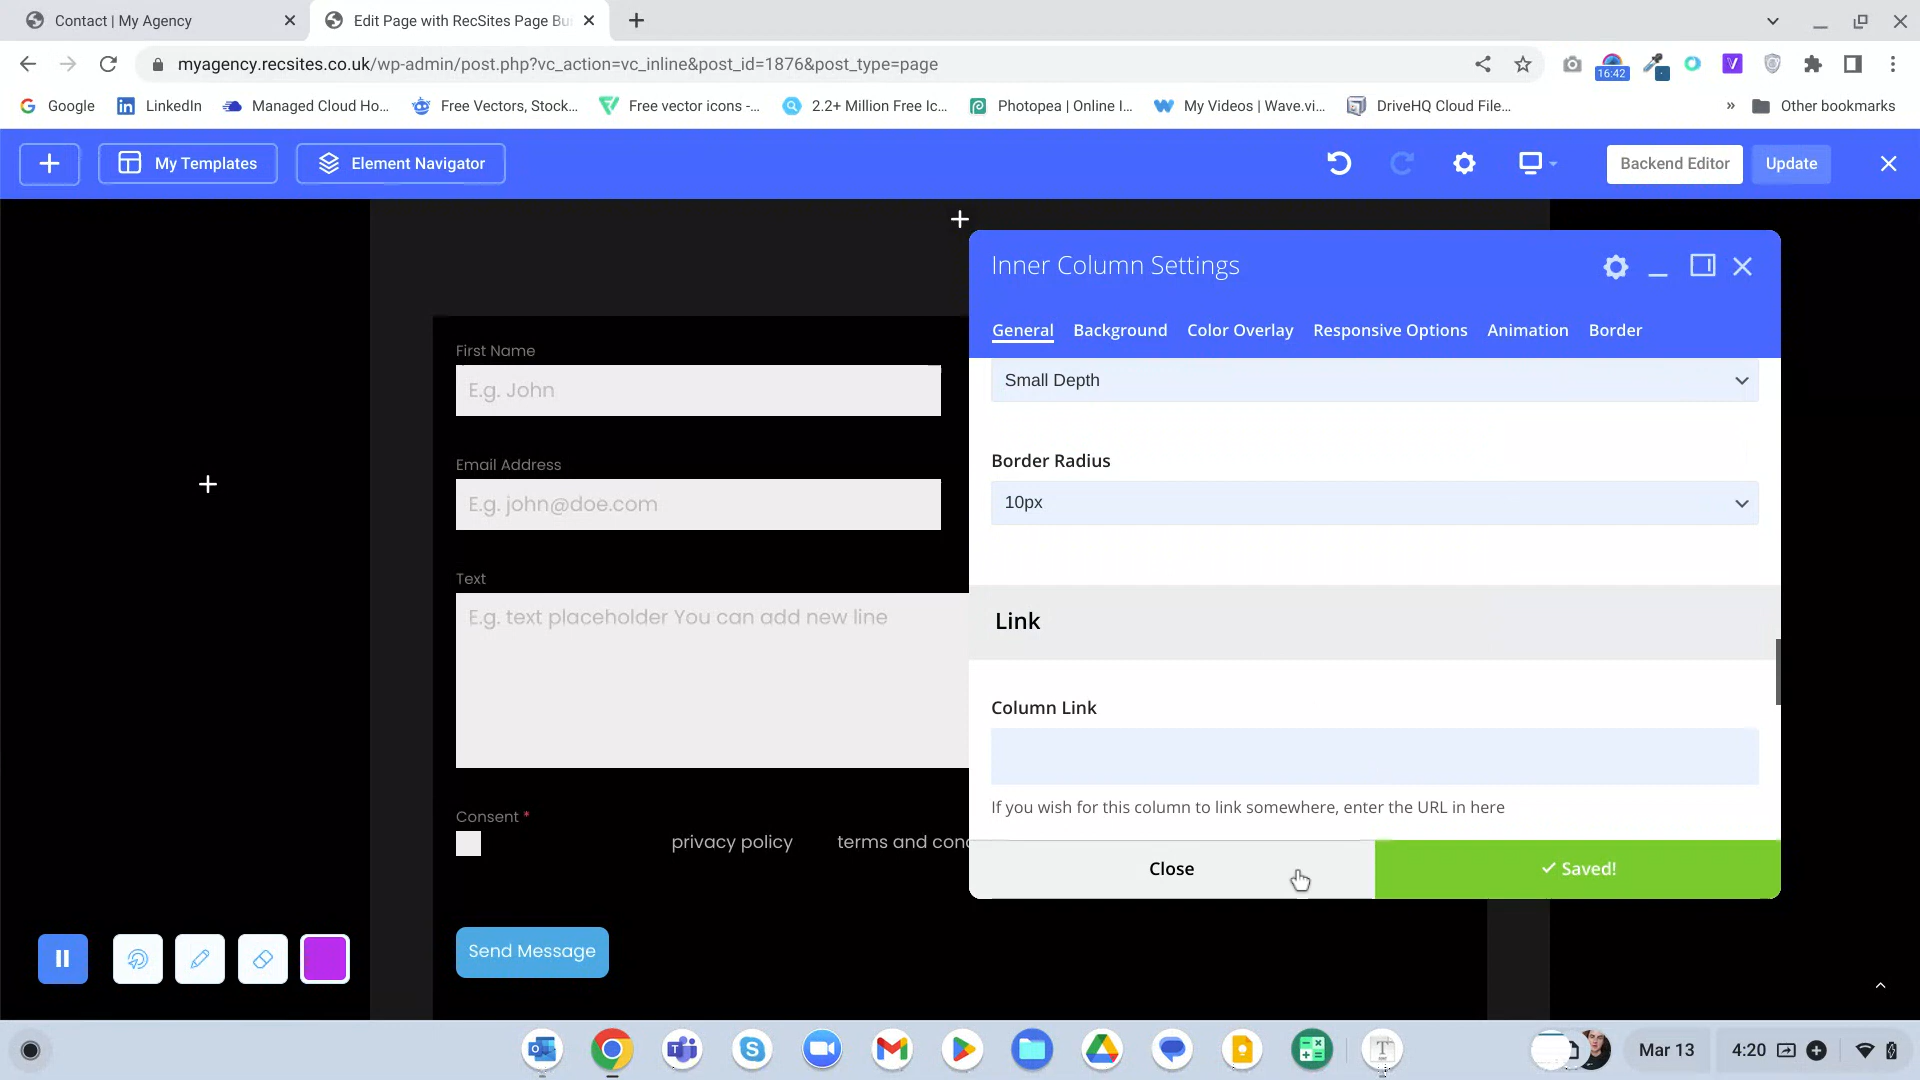 Contact | My Agency
Edit Page with RecSites Page Bu
myagency.recsites.co.uk/wp-admin/post.php?vc_action=vc_inline&post_id=1876&post_type=page
16:42
Google
LinkedIn
Managed Cloud Ho...
Free Vectors, Stock...
Free vector icons -...
2.2+ Million Free Ic...
Photopea | Online I...
My Videos | Wave.vi...
DriveHQ Cloud File...
»
Other bookmarks
My Templates
Element Navigator
Backend Editor
Update
Inner Column Settings
General
Background
Color Overlay
Responsive Options
Animation
Border
Small Depth
Border Radius
10px
Link
Column Link
If you wish for this column to link somewhere, enter the URL in here
Close
✓ Saved!
First Name
E.g. John
Email Address
E.g. john@doe.com
Text
E.g. text placeholder You can add new line
Consent *
privacy policy
terms and con
Send Message
Mar 13
4:20